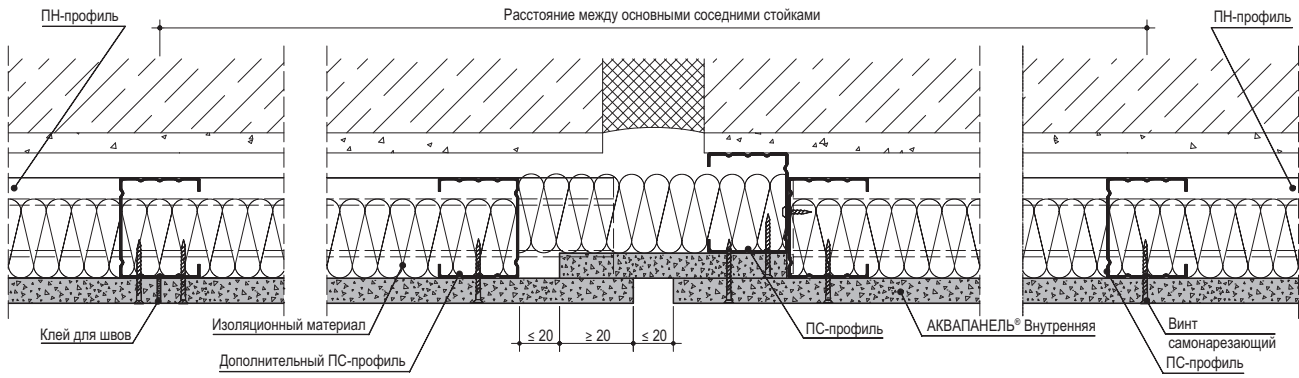 ПН-профиль
Расстояние между основными соседними стойками
ПН-профиль
Клей для швов
Изоляционный материал
Дополнительный ПС-профиль
≤ 20
≥ 20
≤ 20
ПС-профиль
АКВАПАНЕЛЬ® Внутренняя
Винт
самонарезающий
ПС-профиль